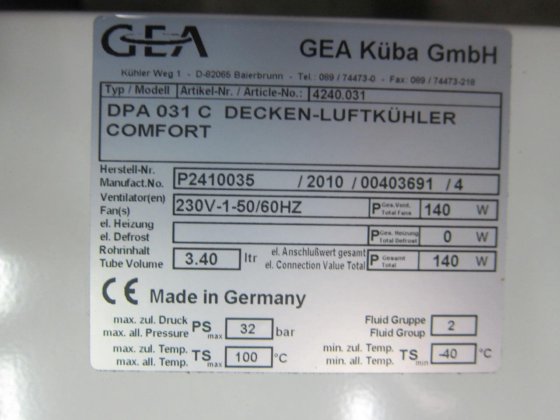 GEA GEA Küba GmbH
Kühler Weg 1 - D-82065 Baierbrunn - Tel.: 089 / 74473-0 - Fax: 089 / 74473-218
Typ / Modell Artikel-Nr. / Article-No.: 4240.031
DPA 031 C DECKEN-LUFTKÜHLER
COMFORT
Herstell-Nr.
Manufact.No. P2410035 / 2010 / 00403691 / 4
Ventilator(en)
Fan(s) 230V-1-50/60HZ P Ges. Vent. Total Fans 140 W
el. Heizung
el. Defrost P Ges. Heizung Total Defrost 0 W
Rohrinhalt
Tube Volume 3.40 ltr el. Anschlußwert gesamt
el. Connection Value Total P Gesamt Total 140 W
CE Made in Germany
max. zul. Druck
max. all. Pressure PS max 32 bar
Fluid Gruppe
Fluid Group 2
max. zul. Temp.
max. all. Temp. TS max 100 °C
min. zul. Temp.
min. all. Temp. TS min -40 °C